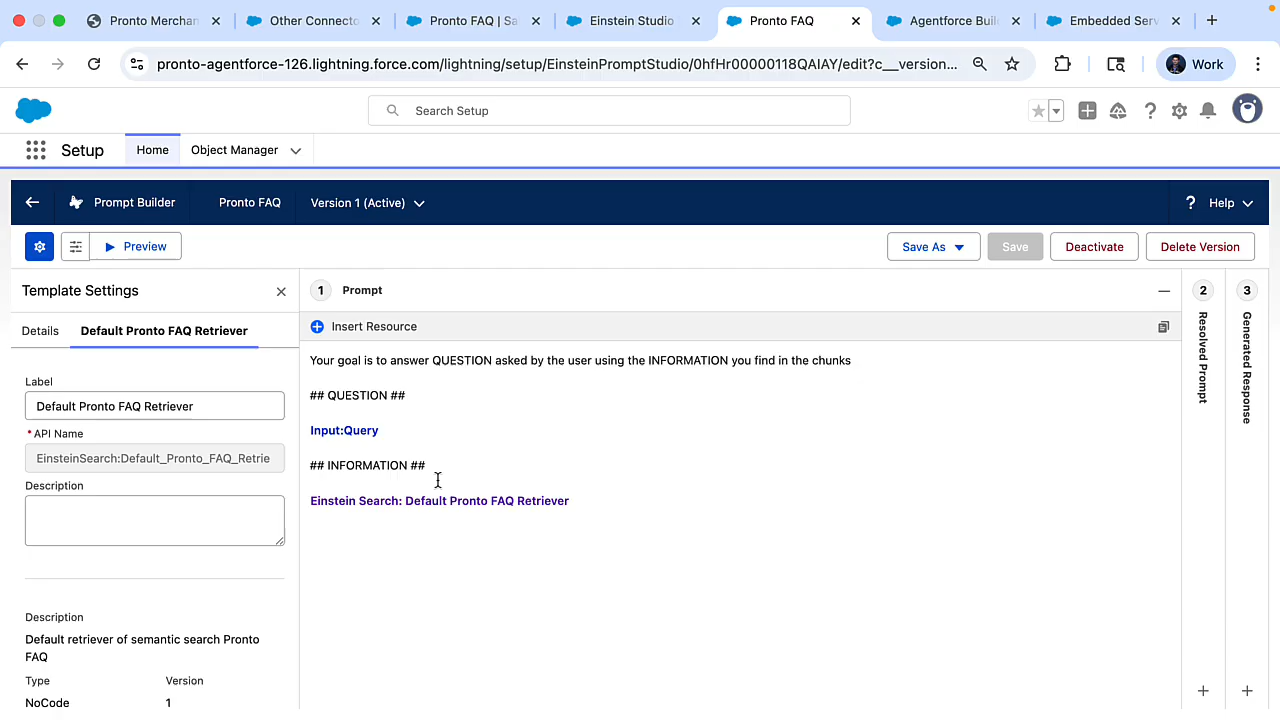 Pronto Merchan
Other Connecto
Pronto FAQ | Sa
Einstein Studio
Pronto FAQ
Agentforce Buil
Embedded Serv
pronto-agentforce-126.lightning.force.com/lightning/setup/EinsteinPromptStudio/0hfHr00000118QAIAY/edit?c__version...
Work
Search Setup
Setup
Home
Object Manager
Prompt Builder
Pronto FAQ
Version 1 (Active)
? Help
Preview
Save As
Save
Deactivate
Delete Version
Template Settings
Details
Default Pronto FAQ Retriever
Label
Default Pronto FAQ Retriever
* API Name
EinsteinSearch:Default_Pronto_FAQ_Retrie
Description
Description
Default retriever of semantic search Pronto
FAQ
Type
Version
NoCode
1
1 Prompt
Insert Resource
Your goal is to answer QUESTION asked by the user using the INFORMATION you find in the chunks
## QUESTION ##
Input:Query
## INFORMATION ##
Einstein Search: Default Pronto FAQ Retriever
2
Resolved Prompt
3
Generated Response